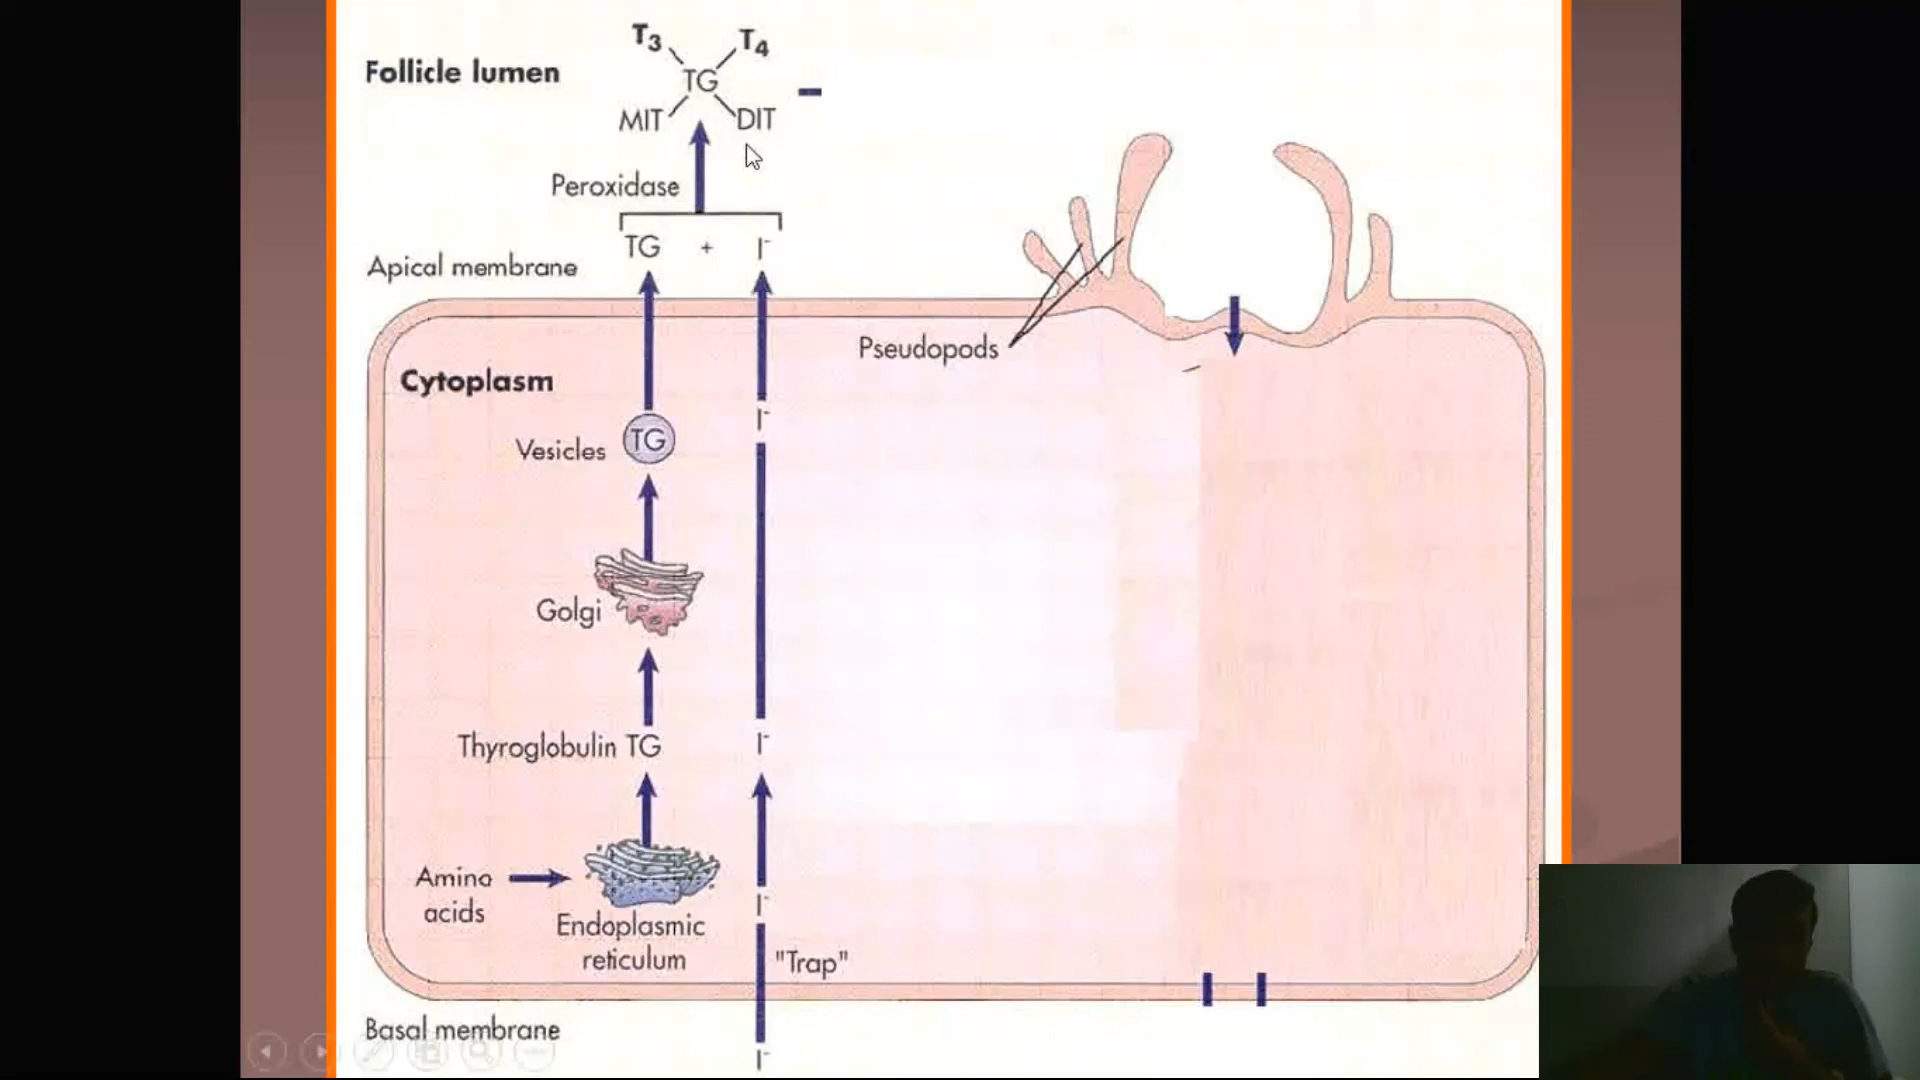 T3 T4
Follicle lumen
TG
MIT DIT
Peroxidase
TG + I⁻
Apical membrane
Pseudopods
Cytoplasm
I⁻
Vesicles TG
Golgi
Thyroglobulin TG I⁻
Amino
acids
I⁻
Endoplasmic
reticulum
"Trap"
Basal membrane
I⁻